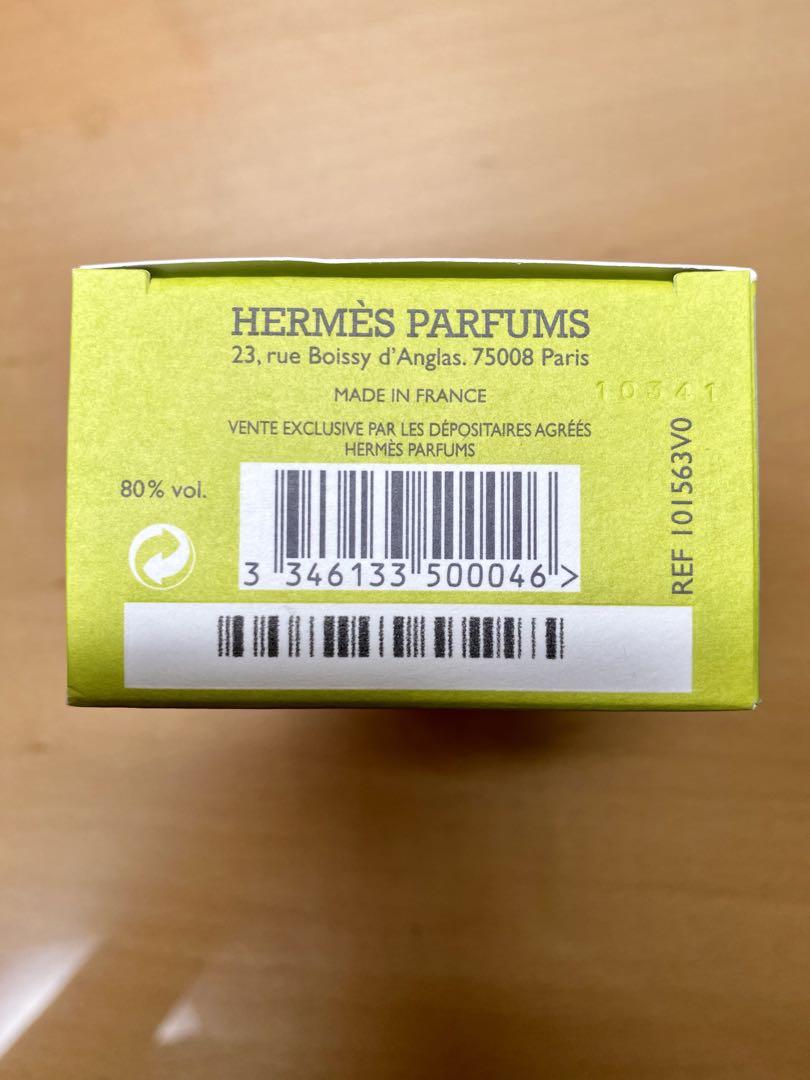 HERMÈS PARFUMS
23, rue Boissy d'Anglas. 75008 Paris
MADE IN FRANCE
10341
VENTE EXCLUSIVE PAR LES DÉPOSITAIRES AGRÉÉS
HERMÈS PARFUMS
80% vol.
3 346133 500046 >
REF 101563V0